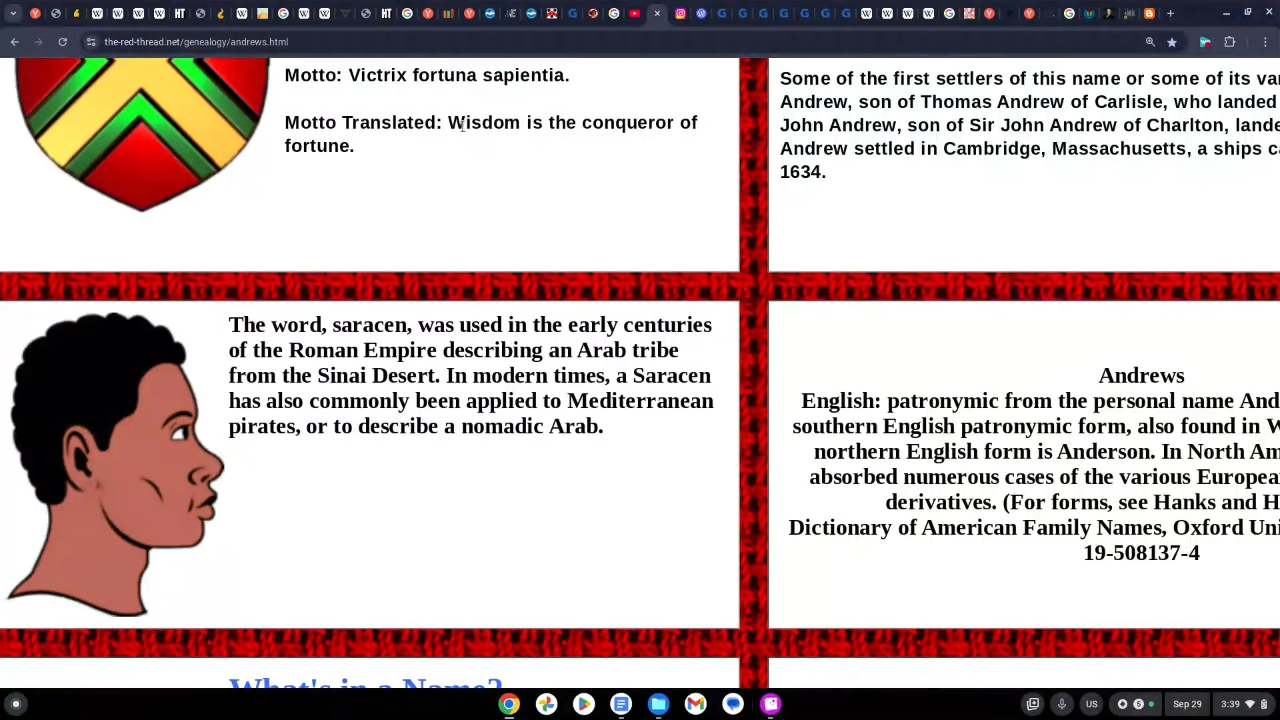 the-red-thread.net/genealogy/andrews.html
Motto: Victrix fortuna sapientia.
Motto Translated: Wisdom is the conqueror of
fortune.
Some of the first settlers of this name or some of its va
Andrew, son of Thomas Andrew of Carlisle, who landed
John Andrew, son of Sir John Andrew of Charlton, lande
Andrew settled in Cambridge, Massachusetts, a ships ca
1634.
The word, saracen, was used in the early centuries
of the Roman Empire describing an Arab tribe
from the Sinai Desert. In modern times, a Saracen
has also commonly been applied to Mediterranean
pirates, or to describe a nomadic Arab.
Andrews
English: patronymic from the personal name And
southern English patronymic form, also found in W
northern English form is Anderson. In North Am
absorbed numerous cases of the various Europea
derivatives. (For forms, see Hanks and H
Dictionary of American Family Names, Oxford Uni
19-508137-4
What's in a Name?
US
5
Sep 29
3:39